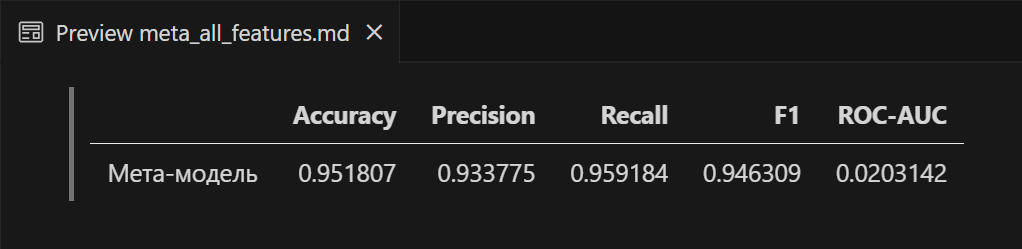 Preview meta_all_features.md
Accuracy Precision Recall F1 ROC-AUC
Мета-модель 0.951807 0.933775 0.959184 0.946309 0.0203142